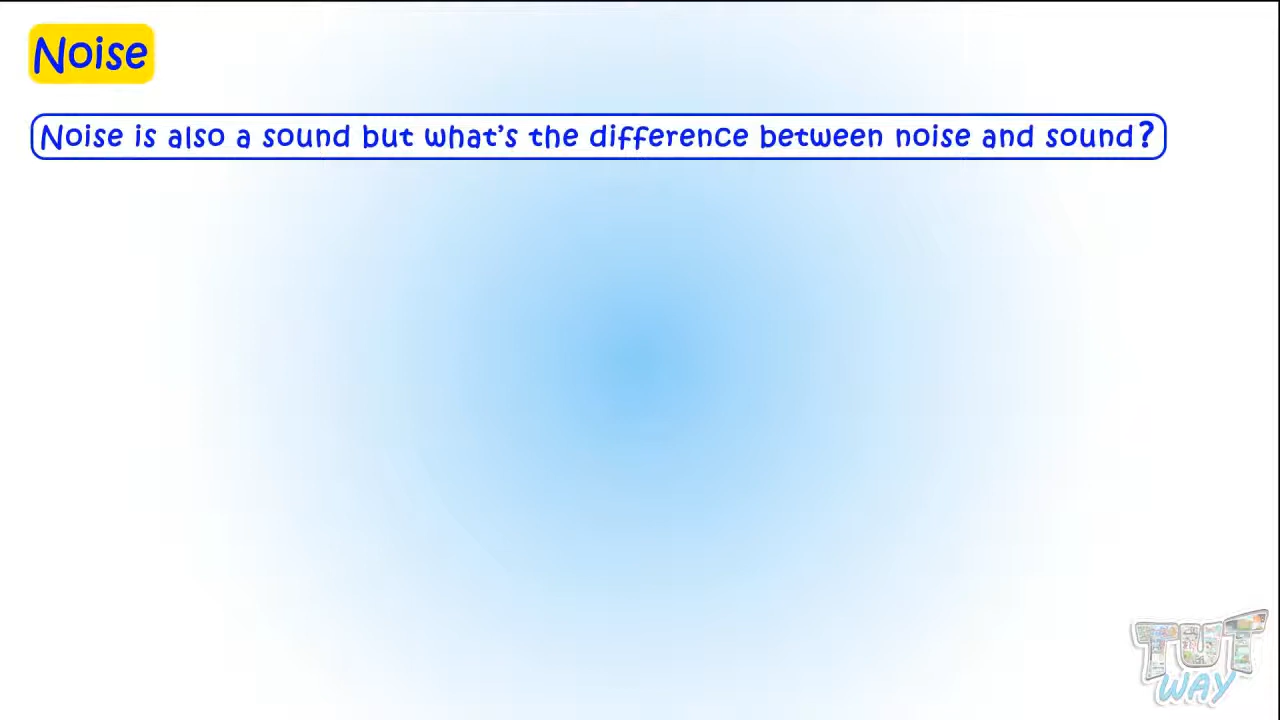 Noise
Noise is also a sound but what's the difference between noise and sound?
TUT
WAY